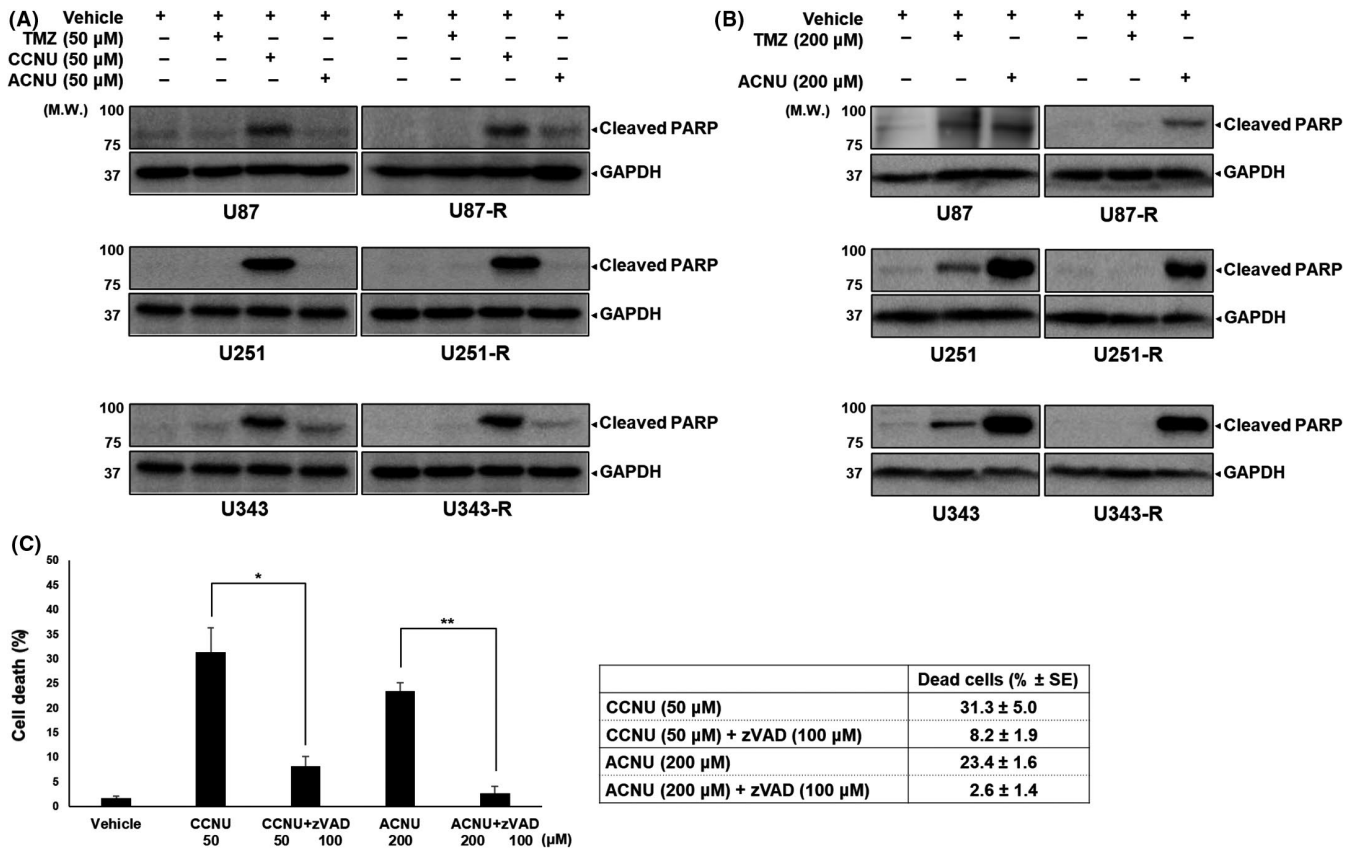 (A)
Vehicle + + + + + + + +
TMZ (50 µM) – + – – – + – –
CCNU (50 µM) – – + – – – + –
ACNU (50 µM) – – – + – – – +
(M.W.)
100
75
Cleaved PARP
37
GAPDH
U87 U87-R
100
75
Cleaved PARP
37
GAPDH
U251 U251-R
100
75
Cleaved PARP
37
GAPDH
U343 U343-R
(B)
Vehicle + + + + + +
TMZ (200 µM) – + – – + –
ACNU (200 µM) – – + – – +
(M.W.)
100
75
Cleaved PARP
37
GAPDH
U87 U87-R
100
75
Cleaved PARP
37
GAPDH
U251 U251-R
100
75
Cleaved PARP
37
GAPDH
U343 U343-R
(C)
Cell death (%)
50
45
40
35
30
25
20
15
10
5
0
* **
Vehicle CCNU CCNU+zVAD ACNU ACNU+zVAD
50 50 100 200 200 100 (µM)
Dead cells (% ± SE)
CCNU (50 µM) 31.3 ± 5.0
CCNU (50 µM) + zVAD (100 µM) 8.2 ± 1.9
ACNU (200 µM) 23.4 ± 1.6
ACNU (200 µM) + zVAD (100 µM) 2.6 ± 1.4